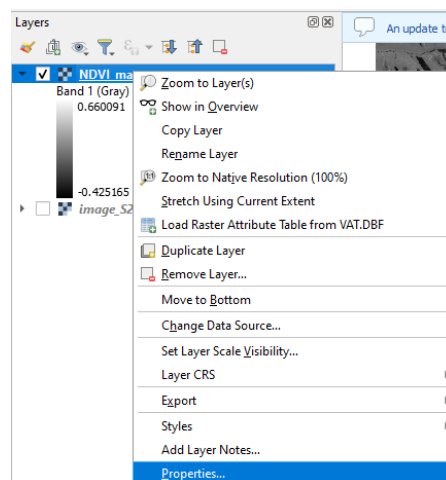 Layers
An update
NDVI_ma
Band 1 (Gray)
0.660091
-0.425165
image_S2
Zoom to Layer(s)
Show in Overview
Copy Layer
Rename Layer
Zoom to Native Resolution (100%)
Stretch Using Current Extent
Load Raster Attribute Table from VAT.DBF
Duplicate Layer
Remove Layer...
Move to Bottom
Change Data Source...
Set Layer Scale Visibility...
Layer CRS
Export
Styles
Add Layer Notes...
Properties...